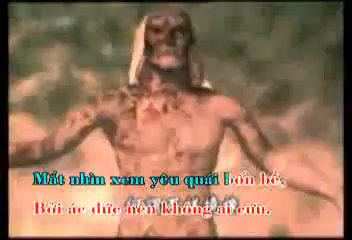 Mắt nhìn xem yêu quái bốn bề,
Bởi ác đức nên không ai cứu.